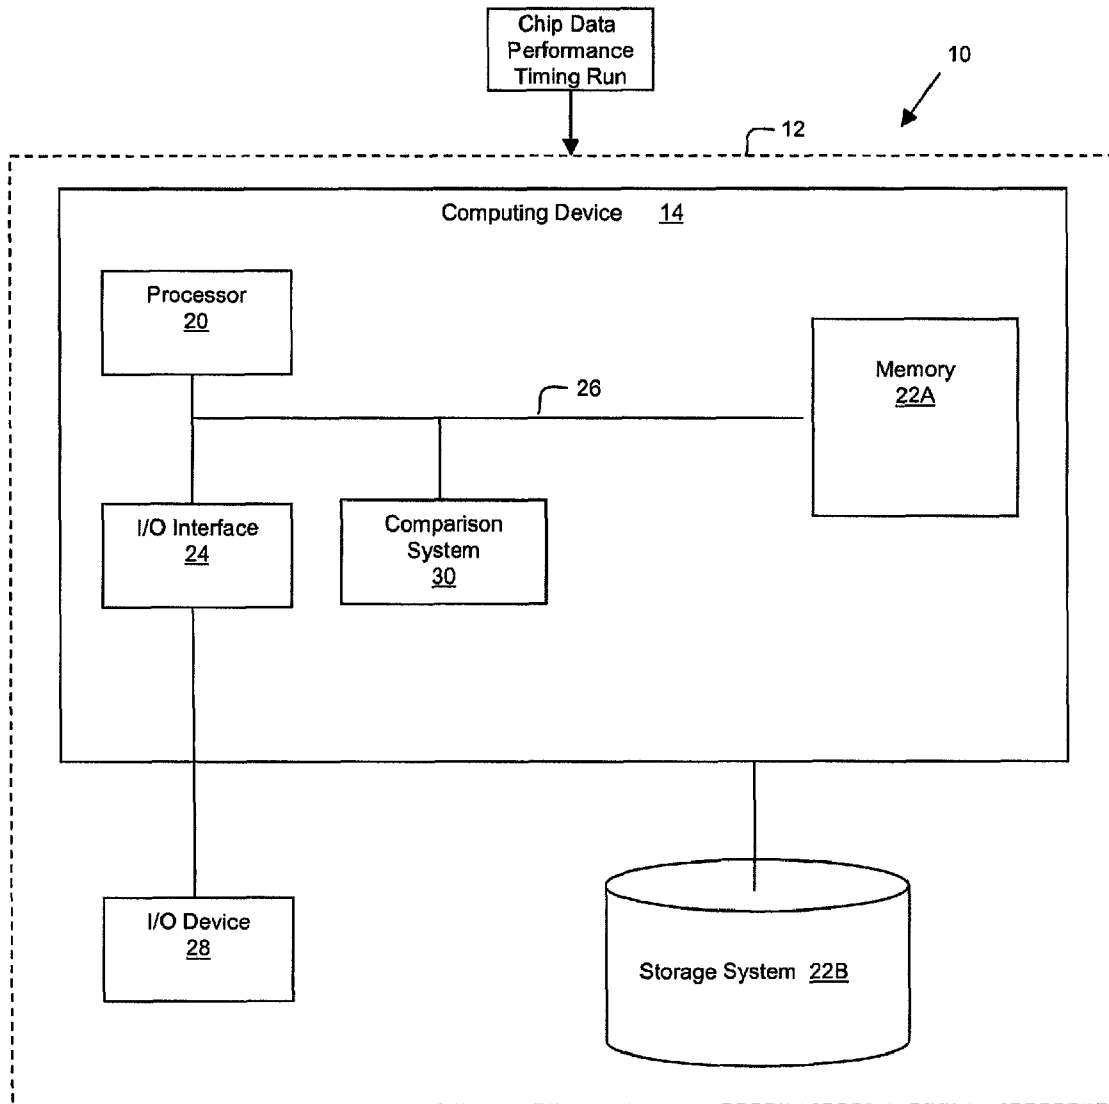 Chip Data
Performance
Timing Run
10
12
Computing Device 14
Processor
20
Memory
22A
26
I/O Interface
24
Comparison
System
30
I/O Device
28
Storage System 22B